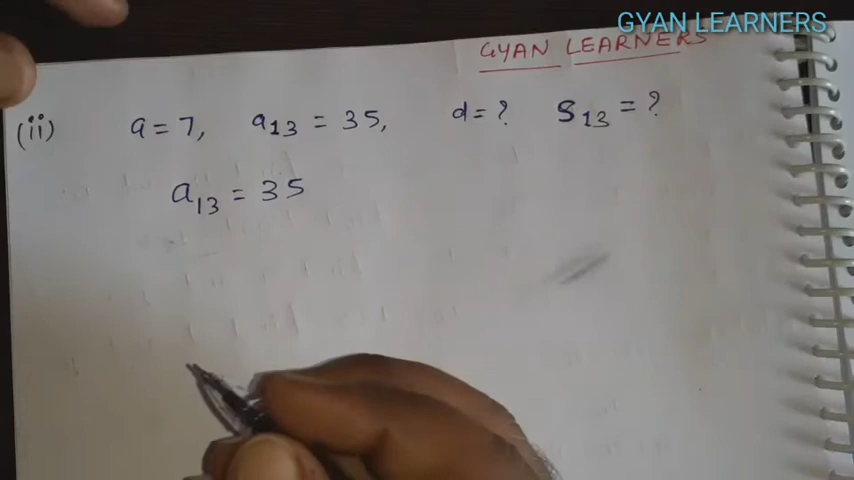 GYAN LEARNERS
GYAN LEARNERS
(ii) a = 7, a₁₃ = 35, d = ? S₁₃ = ?
a₁₃ = 35